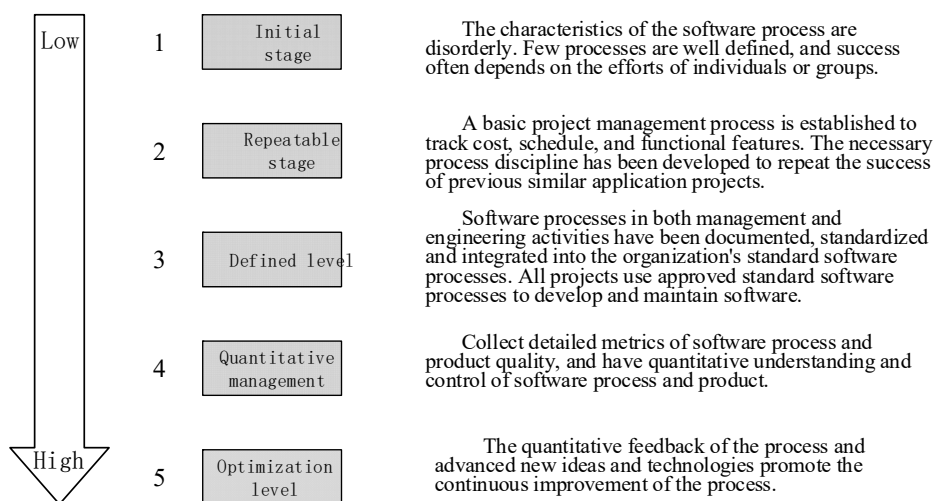 Low
1
Initial
stage
The characteristics of the software process are
disorderly. Few processes are well defined, and success
often depends on the efforts of individuals or groups.
2
Repeatable
stage
A basic project management process is established to
track cost, schedule, and functional features. The necessary
process discipline has been developed to repeat the success
of previous similar application projects.
3
Defined level
Software processes in both management and
engineering activities have been documented, standardized
and integrated into the organization's standard software
processes. All projects use approved standard software
processes to develop and maintain software.
4
Quantitative
management
Collect detailed metrics of software process and
product quality, and have quantitative understanding and
control of software process and product.
High
5
Optimization
level
The quantitative feedback of the process and
advanced new ideas and technologies promote the
continuous improvement of the process.